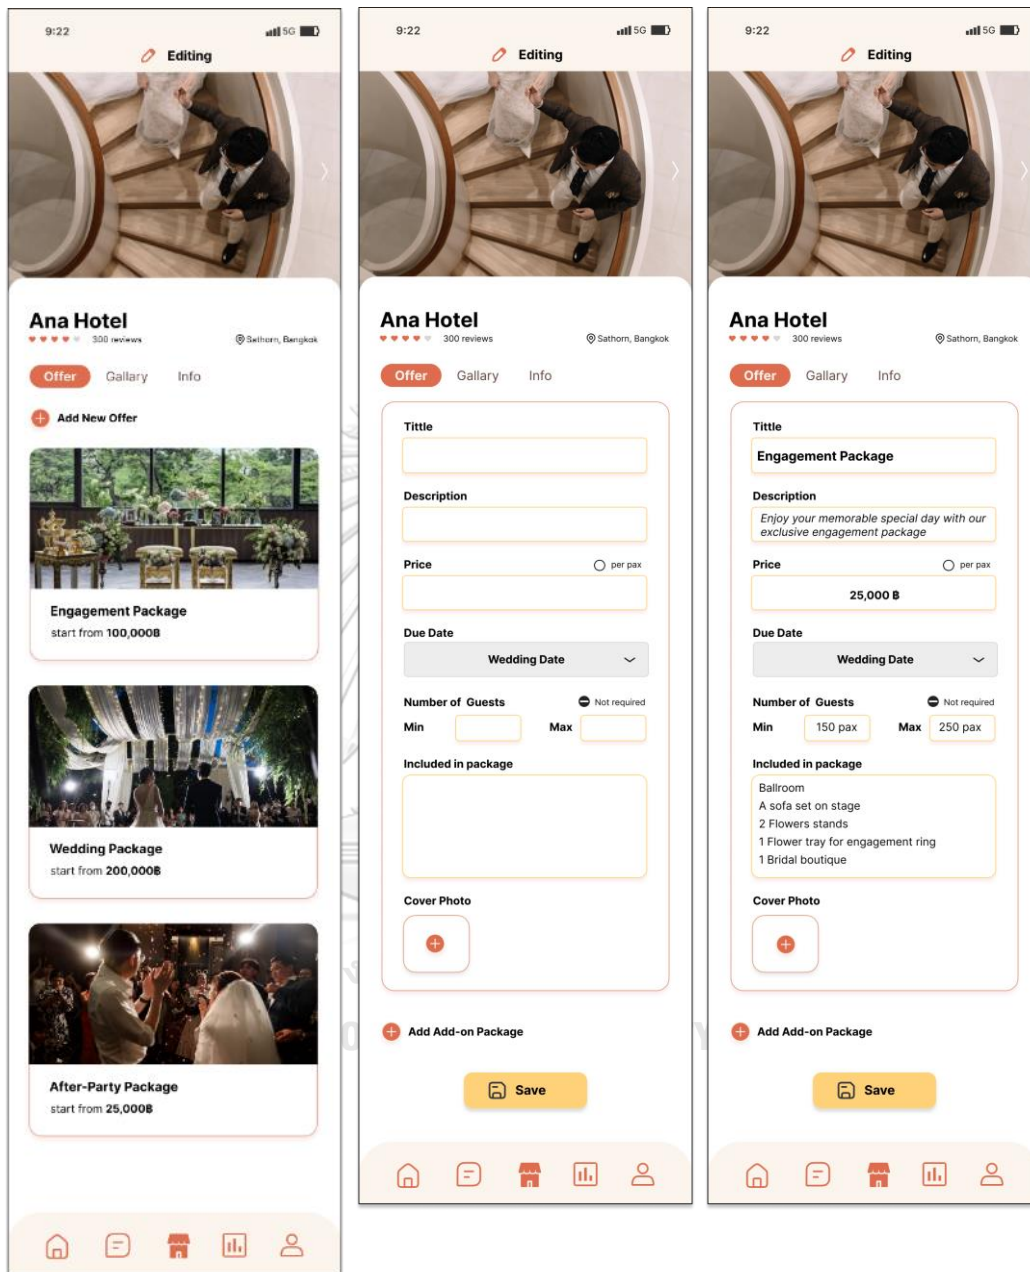 9:22
5G
Editing
Ana Hotel
300 reviews
Sathorn, Bangkok
Offer
Gallary
Info
Add New Offer
Engagement Package
start from 100,000฿
Wedding Package
start from 200,000฿
After-Party Package
start from 25,000฿
9:22
5G
Editing
Ana Hotel
300 reviews
Sathorn, Bangkok
Offer
Gallary
Info
Tittle
Description
Price
per pax
Due Date
Wedding Date
Number of Guests
Not required
Min
Max
Included in package
Cover Photo
Add Add-on Package
Save
9:22
5G
Editing
Ana Hotel
300 reviews
Sathorn, Bangkok
Offer
Gallary
Info
Tittle
Engagement Package
Description
Enjoy your memorable special day with our
exclusive engagement package
Price
per pax
25,000 ฿
Due Date
Wedding Date
Number of Guests
Not required
Min
150 pax
Max
250 pax
Included in package
Ballroom
A sofa set on stage
2 Flowers stands
1 Flower tray for engagement ring
1 Bridal boutique
Cover Photo
Add Add-on Package
Save